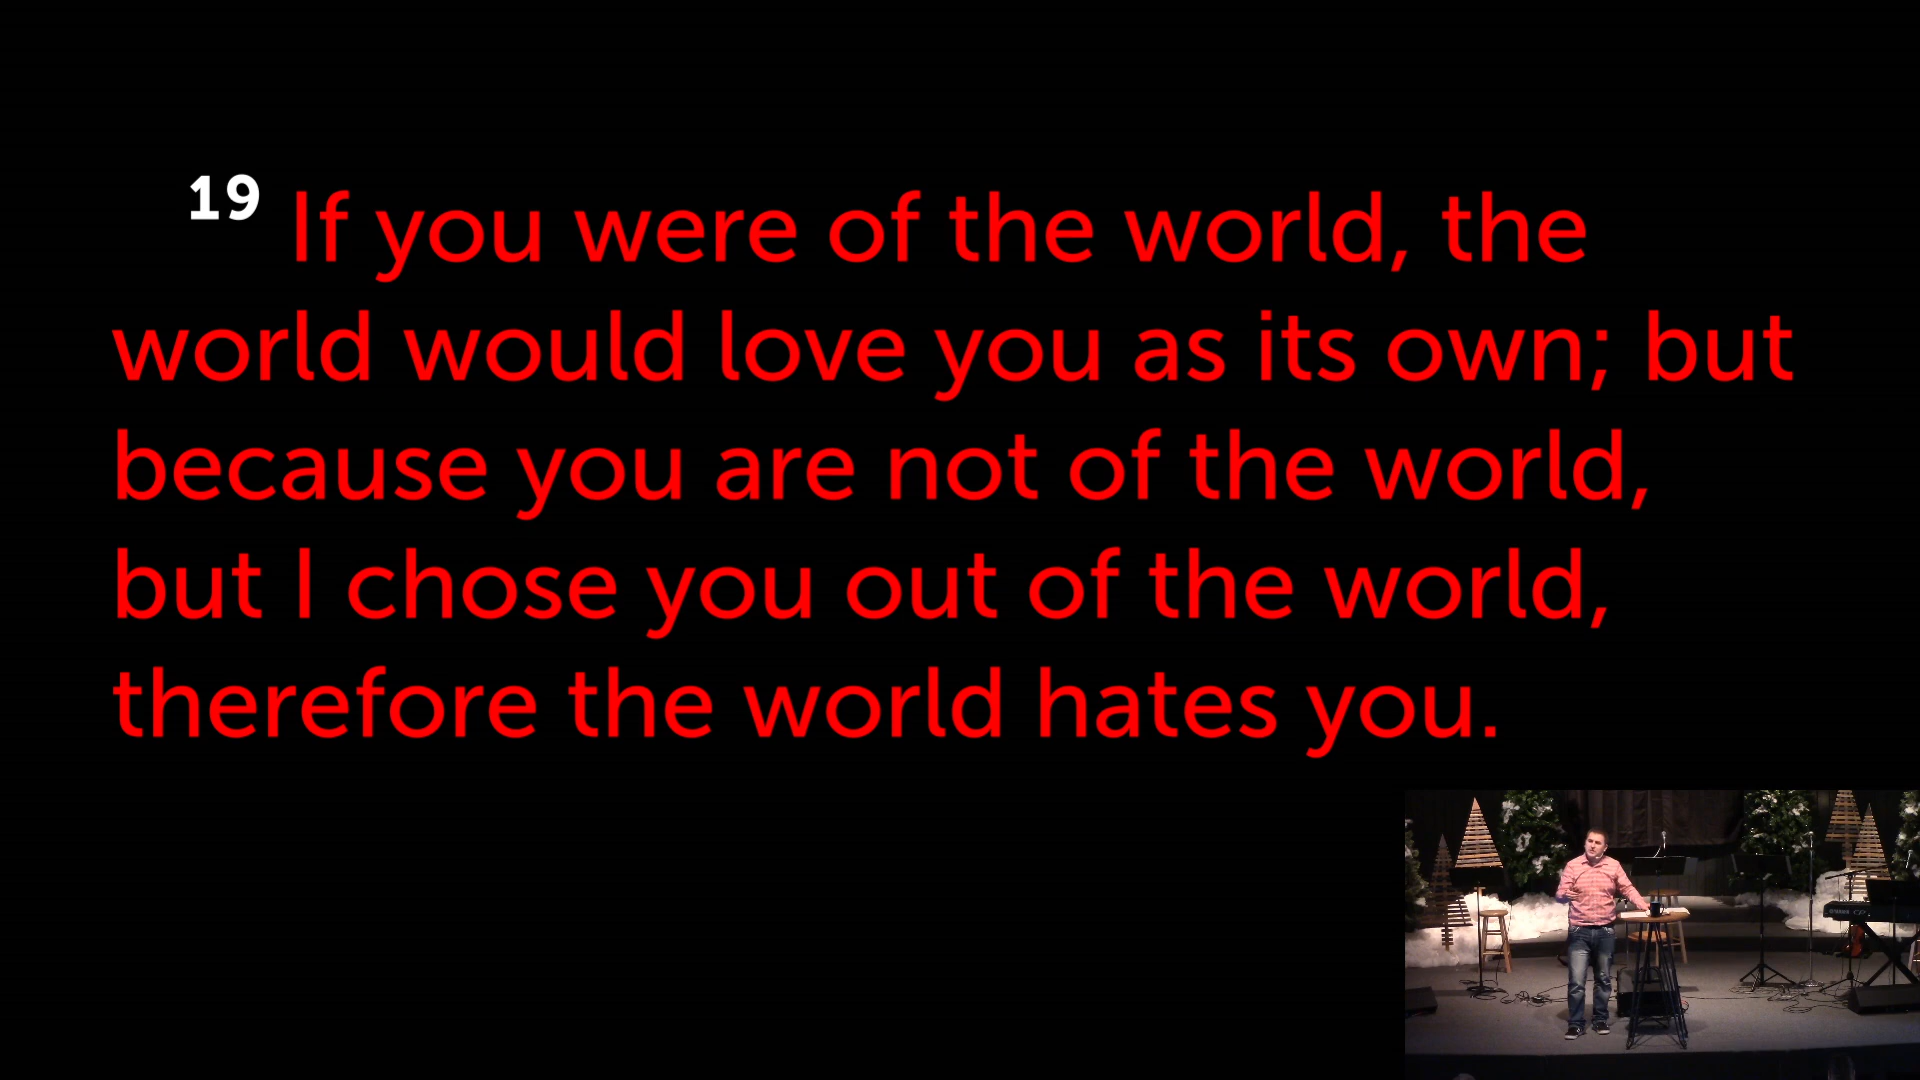 19 If you were of the world, the
world would love you as its own; but
because you are not of the world,
but I chose you out of the world,
therefore the world hates you.